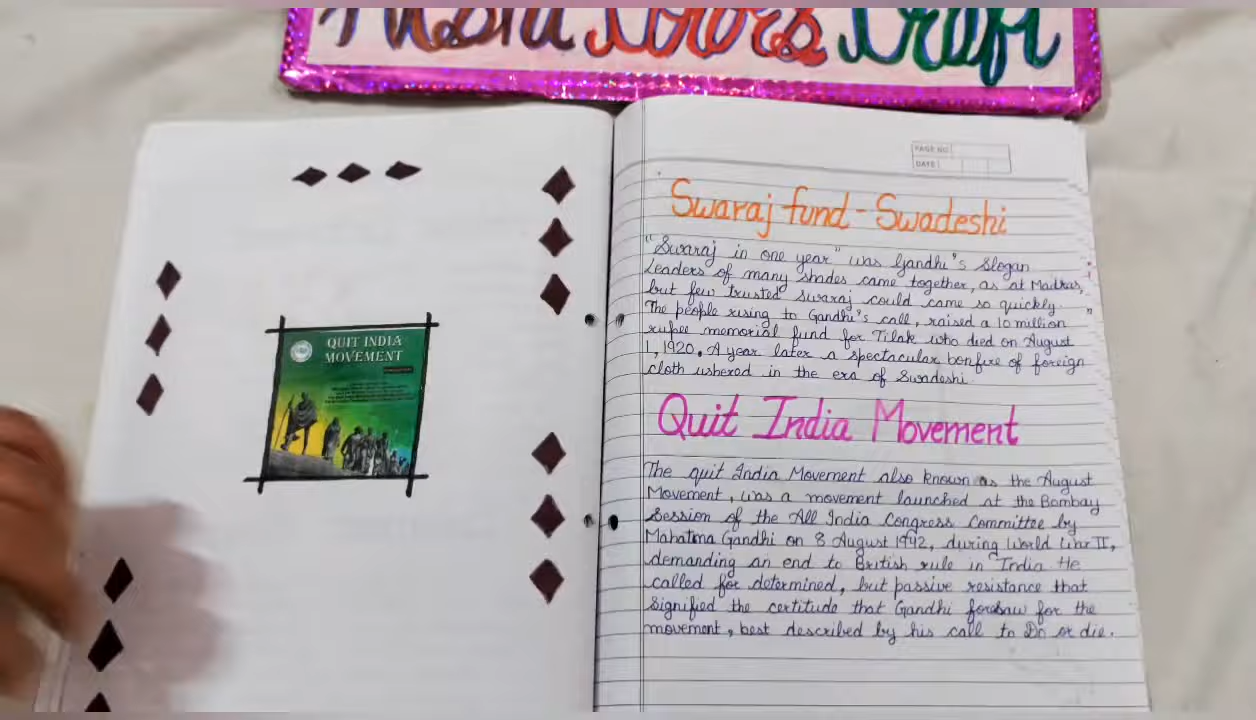 Nisha Lovers Craft
QUIT INDIA
MOVEMENT
PAGE NO
DATE
Swaraj fund - Swadeshi
"Swaraj in one year" was Gandhi's slogan
Leaders of many shades came together, as at Madras,
but few trusted swaraj could came so quickly.
The people rising to Gandhi's call, raised a 10 million "
rufee memorial fund for Tilak who died on August
1, 1920. A year later a spectacular bonfire of foreign
cloth ushered in the era of Swadeshi.
Quit India Movement
The quit India Movement also known as the August
Movement, was a movement launched at the Bombay
Session of the All India Congress Committee by
Mahatma Gandhi on 8 August 1942, during World War II,
demanding an end to British rule in India. He
called for determined, but passive resistance that
signified the certitude that Gandhi foresaw for the
movement, best described by his call to Do or die.